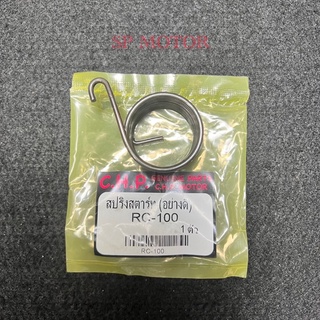 SP MOTOR
C.H.P
สปริงสตาร์ท (อย่างดี)
RC-100
1 ตัว
RC-100